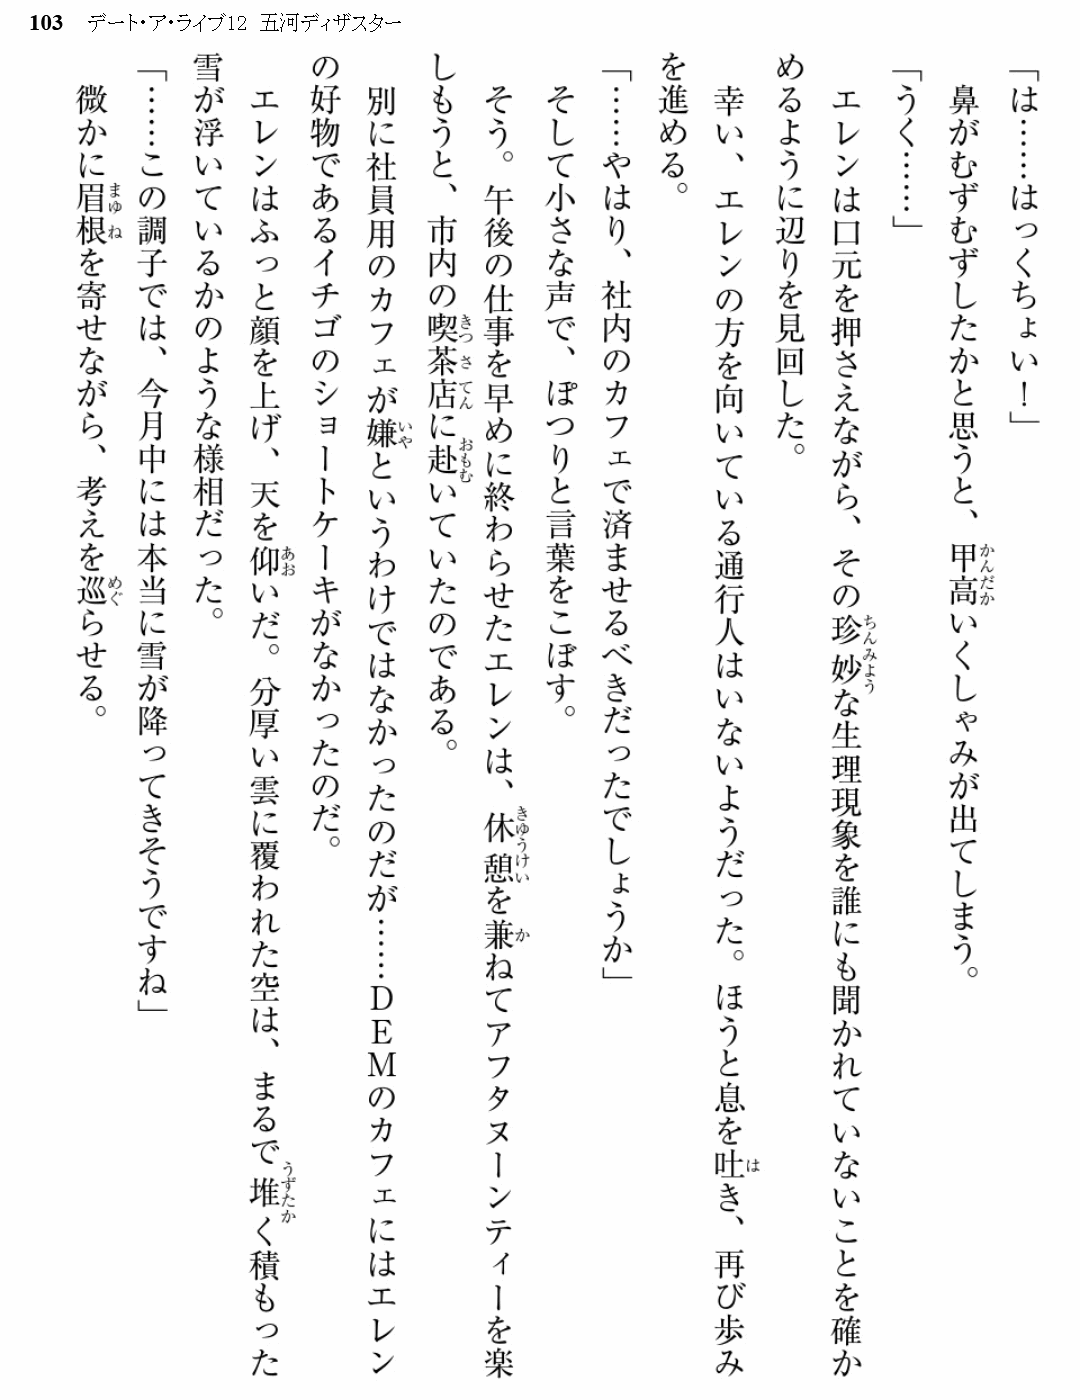 103 デート・ア・ライブ12 五河ディザスター
「は……はっくちょい！」
鼻がむずむずしたかと思うと、甲高いくしゃみが出てしまう。
「うく……」
エレンは口元を押さえながら、その珍妙な生理現象を誰にも聞かれていないことを確か
めるように辺りを見回した。
幸い、エレンの方を向いている通行人はいないようだった。ほうと息を吐き、再び歩み
を進める。
「……やはり、社内のカフェで済ませるべきだったでしょうか」
そして小さな声で、ぽつりと言葉をこぼす。
そう。午後の仕事を早めに終わらせたエレンは、休憩を兼ねてアフタヌーンティーを楽
しもうと、市内の喫茶店に赴いていたのである。
別に社員用のカフェが嫌というわけではなかったのだが……ＤＥＭのカフェにはエレン
の好物であるイチゴのショートケーキがなかったのだ。
エレンはふっと顔を上げ、天を仰いだ。分厚い雲に覆われた空は、まるで堆く積もった
雪が浮いているかのような様相だった。
「……この調子では、今月中には本当に雪が降ってきそうですね」
微かに眉根を寄せながら、考えを巡らせる。